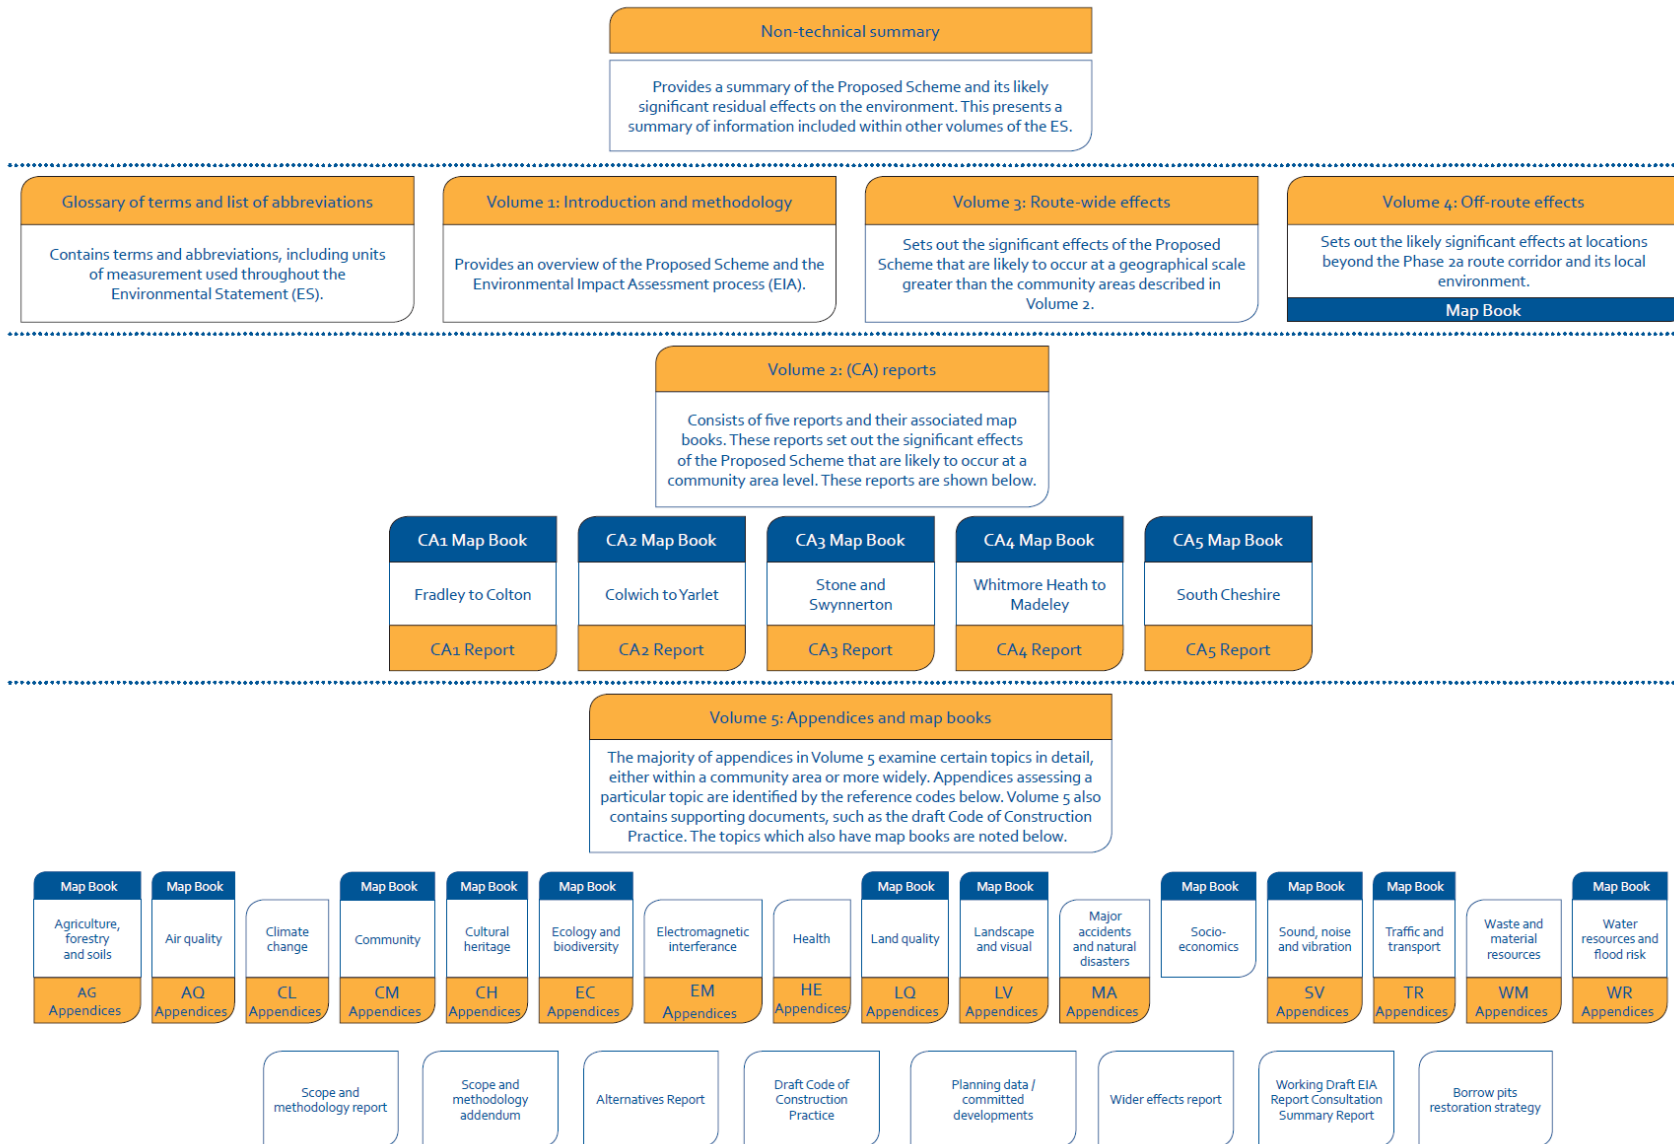 Non-technical summary
Provides a summary of the Proposed Scheme and its likely
significant residual effects on the environment. This presents a
summary of information included within other volumes of the ES.
Glossary of terms and list of abbreviations
Contains terms and abbreviations, including units
of measurement used throughout the
Environmental Statement (ES).
Volume 1: Introduction and methodology
Provides an overview of the Proposed Scheme and the
Environmental Impact Assessment process (EIA).
Volume 3: Route-wide effects
Sets out the significant effects of the Proposed
Scheme that are likely to occur at a geographical scale
greater than the community areas described in
Volume 2.
Volume 4: Off-route effects
Sets out the likely significant effects at locations
beyond the Phase 2a route corridor and its local
environment.
Map Book
Volume 2: (CA) reports
Consists of five reports and their associated map
books. These reports set out the significant effects
of the Proposed Scheme that are likely to occur at a
community area level. These reports are shown below.
CA1 Map Book
Fradley to Colton
CA1 Report
CA2 Map Book
Colwich to Yarlet
CA2 Report
CA3 Map Book
Stone and
Swynnerton
CA3 Report
CA4 Map Book
Whitmore Heath to
Madeley
CA4 Report
CA5 Map Book
South Cheshire
CA5 Report
Volume 5: Appendices and map books
The majority of appendices in Volume 5 examine certain topics in detail,
either within a community area or more widely. Appendices assessing a
particular topic are identified by the reference codes below. Volume 5 also
contains supporting documents, such as the draft Code of Construction
Practice. The topics which also have map books are noted below.
Map Book
Agriculture,
forestry
and soils
AG
Appendices
Map Book
Air quality
AQ
Appendices
Climate
change
CL
Appendices
Map Book
Community
CM
Appendices
Map Book
Cultural
heritage
CH
Appendices
Map Book
Ecology and
biodiversity
EC
Appendices
Electromagnetic
interferance
EM
Appendices
Health
HE
Appendices
Map Book
Land quality
LQ
Appendices
Map Book
Landscape
and visual
LV
Appendices
Major
accidents
and natural
disasters
MA
Appendices
Map Book
Socio-
economics
Map Book
Sound, noise
and vibration
SV
Appendices
Map Book
Traffic and
transport
TR
Appendices
Waste and
material
resources
WM
Appendices
Map Book
Water
resources and
flood risk
WR
Appendices
Scope and
methodology report
Scope and
methodology
addendum
Alternatives Report
Draft Code of
Construction
Practice
Planning data /
committed
developments
Wider effects report
Working Draft EIA
Report Consultation
Summary Report
Borrow pits
restoration strategy